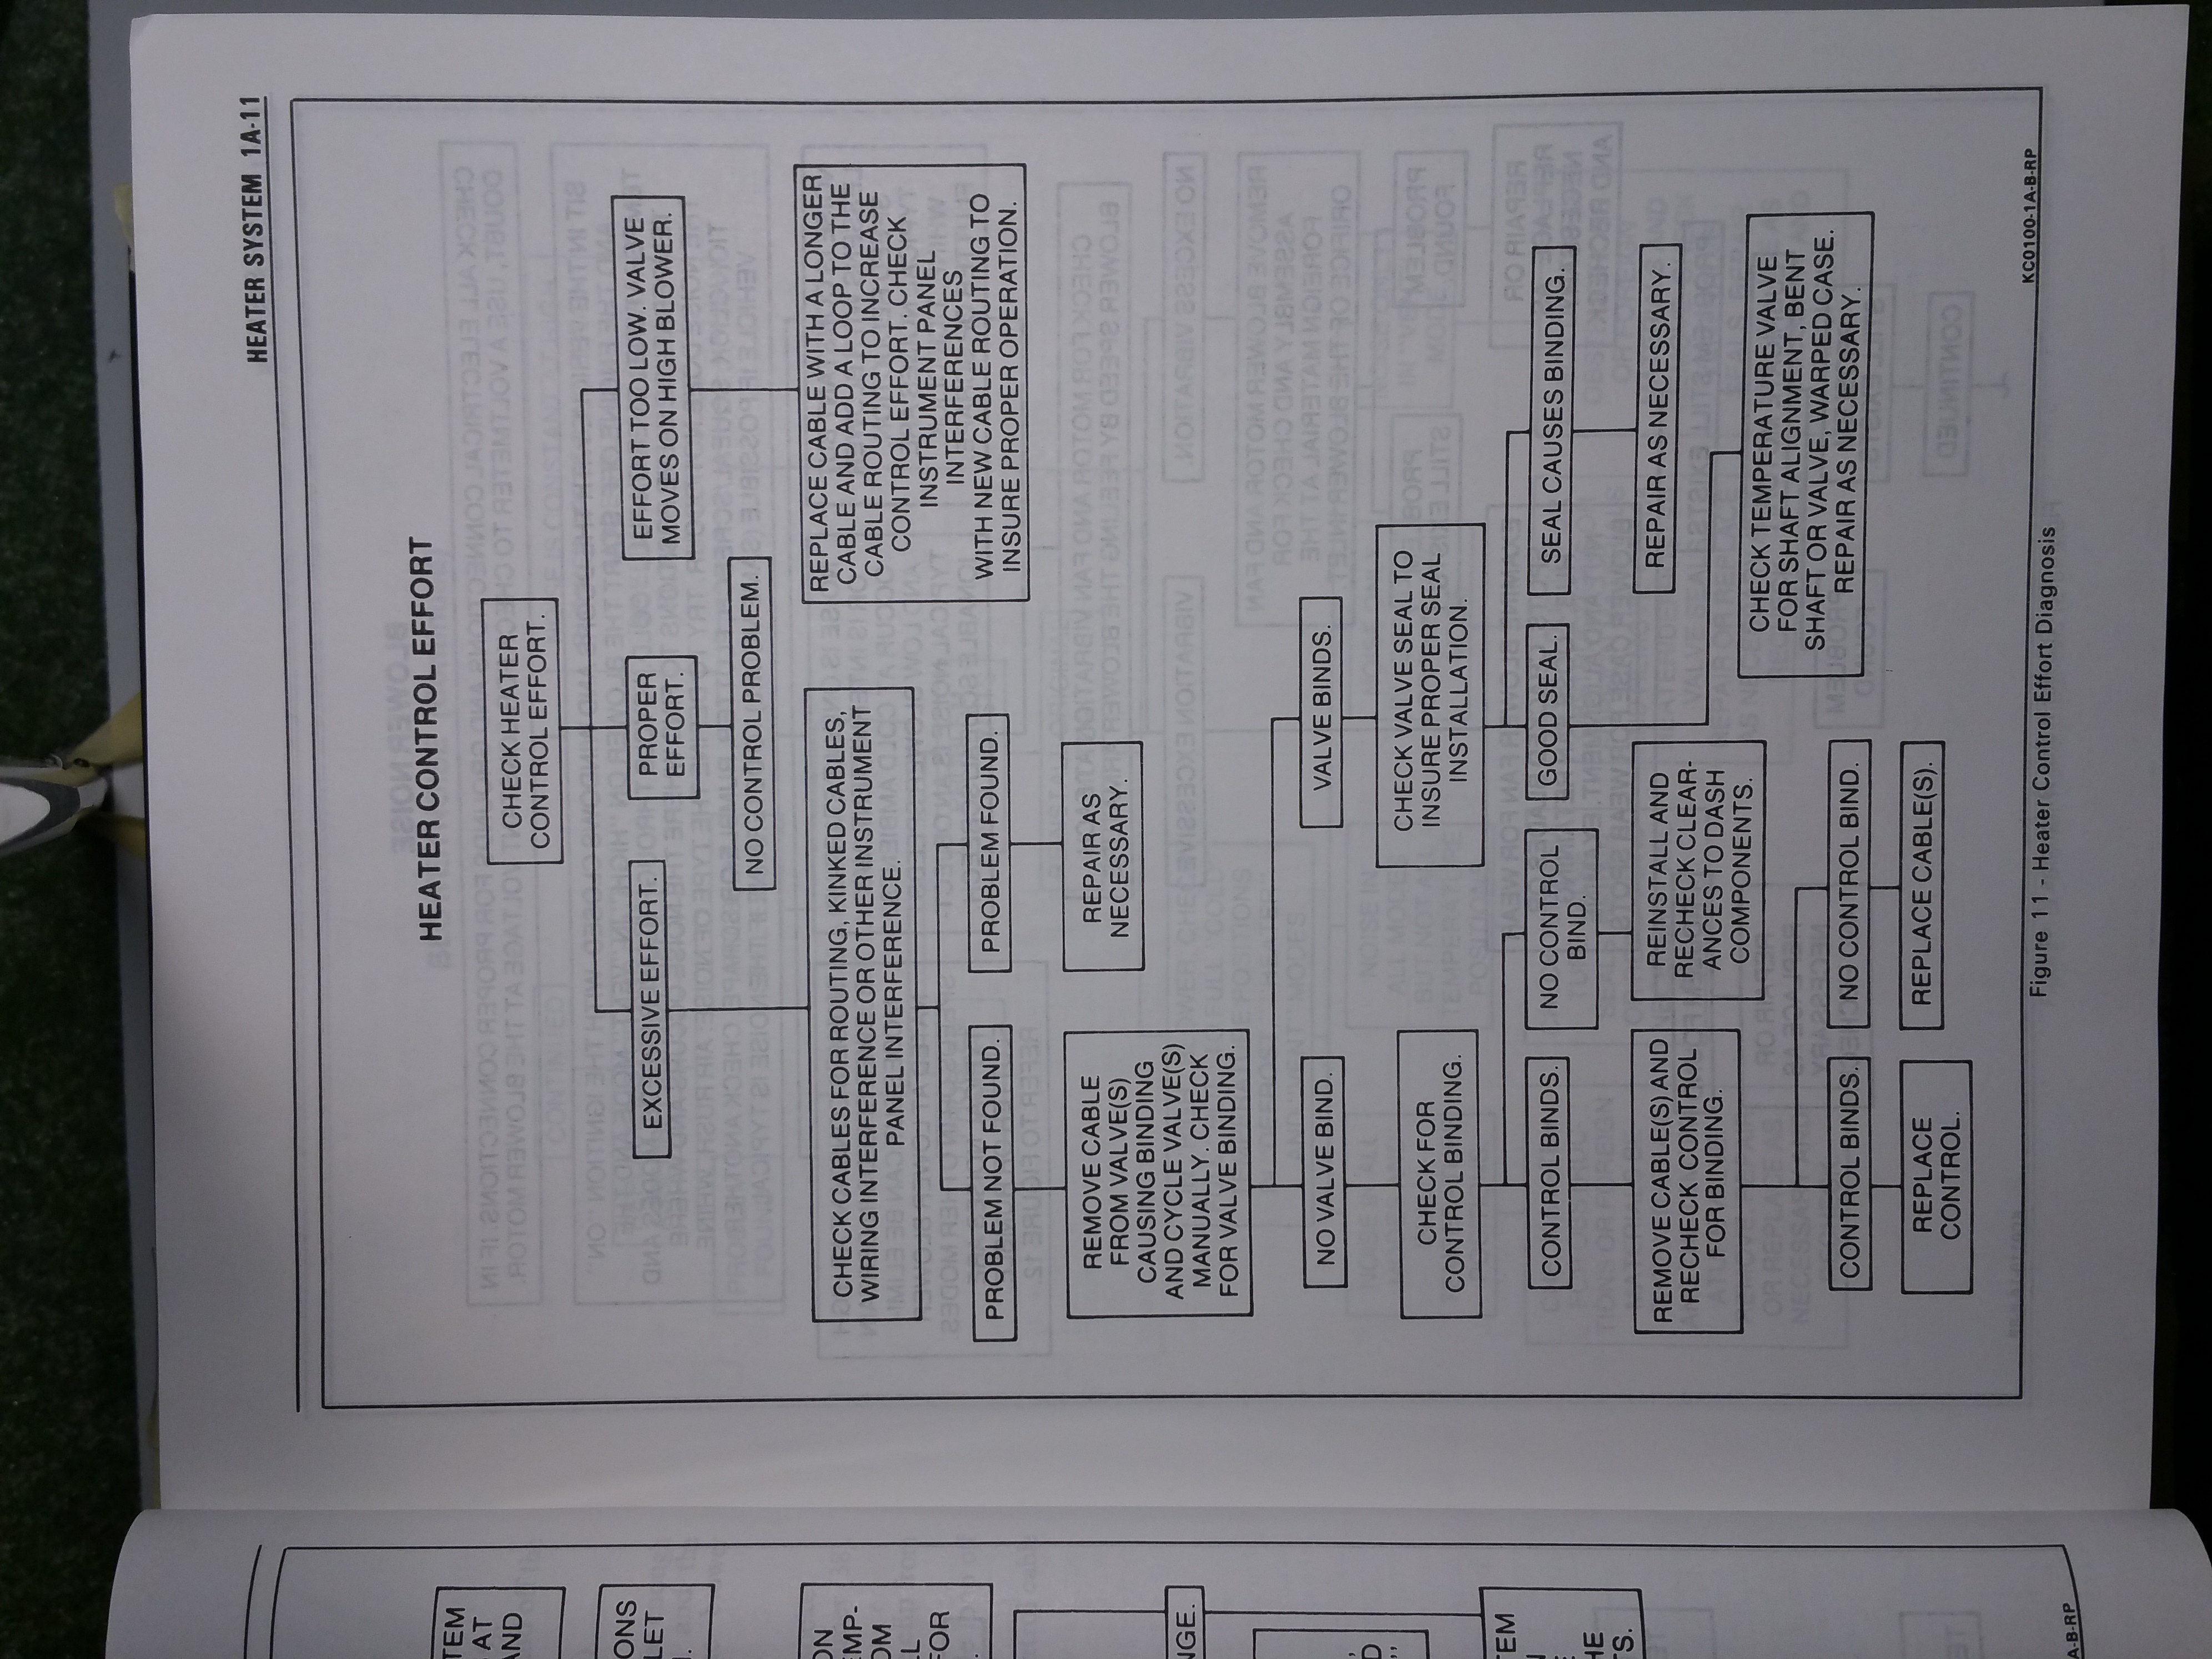 HEATER SYSTEM 1A-11
HEATER CONTROL EFFORT
CHECK HEATER
CONTROL EFFORT.
EXCESSIVE EFFORT.
PROPER
EFFORT.
EFFORT TOO LOW. VALVE
MOVES ON HIGH BLOWER.
NO CONTROL PROBLEM.
CHECK CABLES FOR ROUTING, KINKED CABLES,
WIRING INTERFERENCE OR OTHER INSTRUMENT
PANEL INTERFERENCE.
REPLACE CABLE WITH A LONGER
CABLE AND ADD A LOOP TO THE
CABLE ROUTING TO INCREASE
CONTROL EFFORT. CHECK
INSTRUMENT PANEL
INTERFERENCES
WITH NEW CABLE ROUTING TO
INSURE PROPER OPERATION.
PROBLEM NOT FOUND.
PROBLEM FOUND.
REMOVE CABLE
FROM VALVE(S)
CAUSING BINDING
AND CYCLE VALVE(S)
MANUALLY. CHECK
FOR VALVE BINDING.
REPAIR AS
NECESSARY.
NO VALVE BIND.
VALVE BINDS.
CHECK FOR
CONTROL BINDING.
CHECK VALVE SEAL TO
INSURE PROPER SEAL
INSTALLATION.
CONTROL BINDS.
NO CONTROL
BIND.
GOOD SEAL.
SEAL CAUSES BINDING.
REMOVE CABLE(S) AND
RECHECK CONTROL
FOR BINDING.
REINSTALL AND
RECHECK CLEAR-
ANCES TO DASH
COMPONENTS.
REPAIR AS NECESSARY.
CHECK TEMPERATURE VALVE
FOR SHAFT ALIGNMENT, BENT
SHAFT OR VALVE, WARPED CASE.
REPAIR AS NECESSARY.
CONTROL BINDS.
NO CONTROL BIND.
REPLACE
CONTROL.
REPLACE CABLE(S).
KC0100-1A-B-RP
Figure 11 - Heater Control Effort Diagnosis